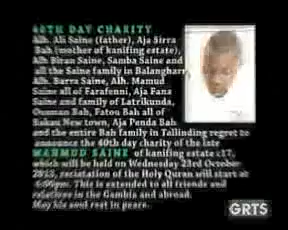 40TH DAY CHARITY
Alh. Ali Saine (father), Aja Sirra
Bah (mother of kanifing estate),
Alh Biran Saine, Samba Saine and
all the Saine family in Balanghar,
Alh. Barra Saine, Alh. Mamud
Saine all of Farafenni, Aja Fana
Saine and family of Latrikunda,
Ousman Bah, Fatou Bah all of
Bakau New town, Aja Penda Bah
and the entire Bah family in Tallinding regret to
announce the 40th day charity of the late
MAHMUD SAINE of kanifing estate
which will be held on Wednesday 23rd October
2013, recitation of the Holy Quran will start at
This is extended to all friends and
relatives in the Gambia and abroad.
May his soul rest in peace.
GRTS